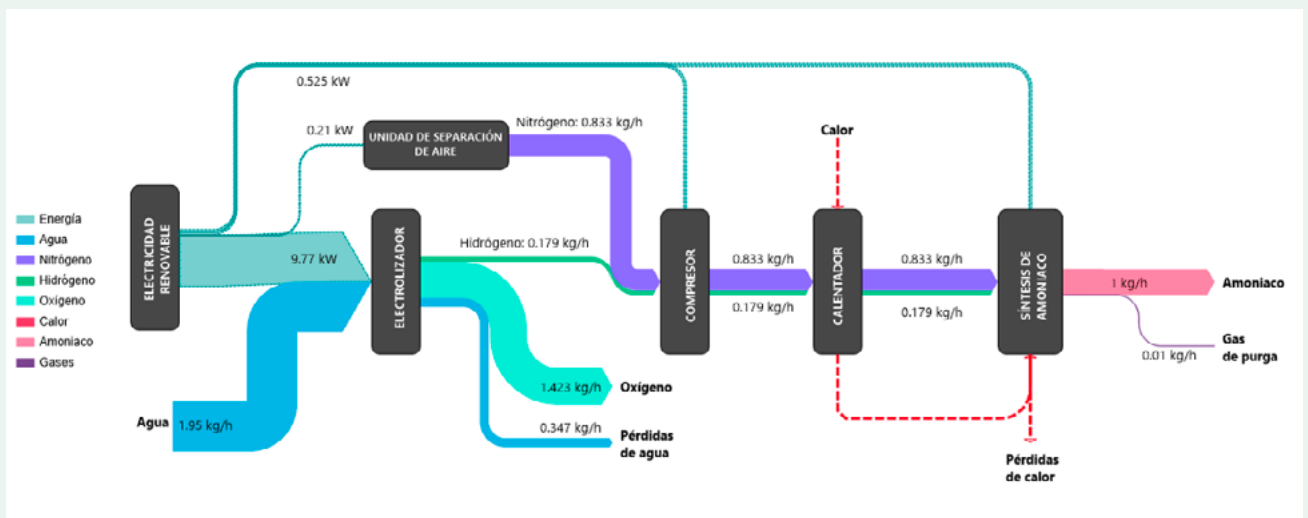 0.525 kW
0.21 kW
UNIDAD DE SEPARACIÓN
DE AIRE
Nitrógeno: 0.833 kg/h
Calor
ELECTRICIDAD
RENOVABLE
Energía
Agua
Nitrógeno
Hidrógeno
Oxígeno
Calor
Amoniaco
Gases
9.77 kW
ELECTROLIZADOR
Hidrógeno: 0.179 kg/h
COMPRESOR
0.833 kg/h
0.179 kg/h
CALENTADOR
0.833 kg/h
0.179 kg/h
SÍNTESIS DE
AMONIACO
1 kg/h
Amoniaco
0.01 kg/h
Gas
de purga
Agua
1.95 kg/h
1.423 kg/h
Oxígeno
0.347 kg/h
Pérdidas
de agua
Pérdidas
de calor